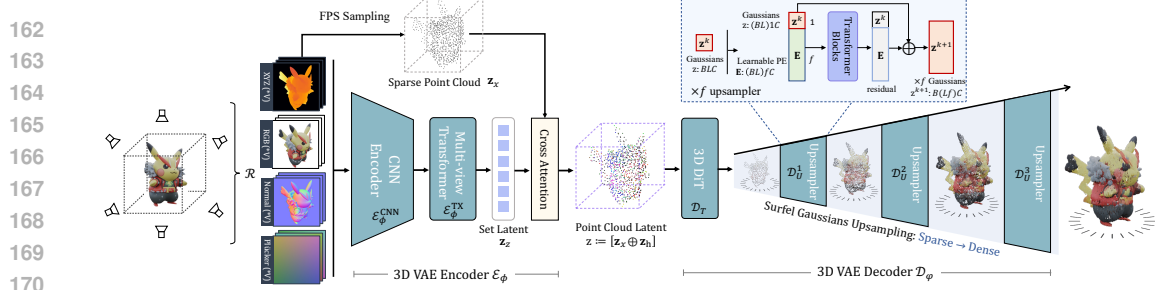 162
163
164
165
166
167
168
169
170
FPS Sampling
Sparse Point Cloud z_x
XYZ (*V)
RGB (*V)
Normal (*V)
Plücker (*V)
ℛ
CNN
Encoder
ℰ_ϕ^CNN
Multi-view
Transformer
ℰ_ϕ^TX
Set Latent
z_z
Cross Attention
3D VAE Encoder ℰ_ϕ
Point Cloud Latent
z ≔ [z_x⊕z_h]
3D DiT
𝒟_T
z^k
Gaussians
z: BLC
×f upsampler
Learnable PE
E:(BL)fC
Gaussians
z: (BL)1C
z^k 1
E f
Transformer
Blocks
z^k
E
residual
z^{k+1}
×f Gaussians
z^{k+1}: B(Lf)C
𝒟_U^1
Upsampler
𝒟_U^2
Upsampler
𝒟_U^3
Upsampler
Surfel Gaussians Upsampling: Sparse → Dense
3D VAE Decoder 𝒟_φ